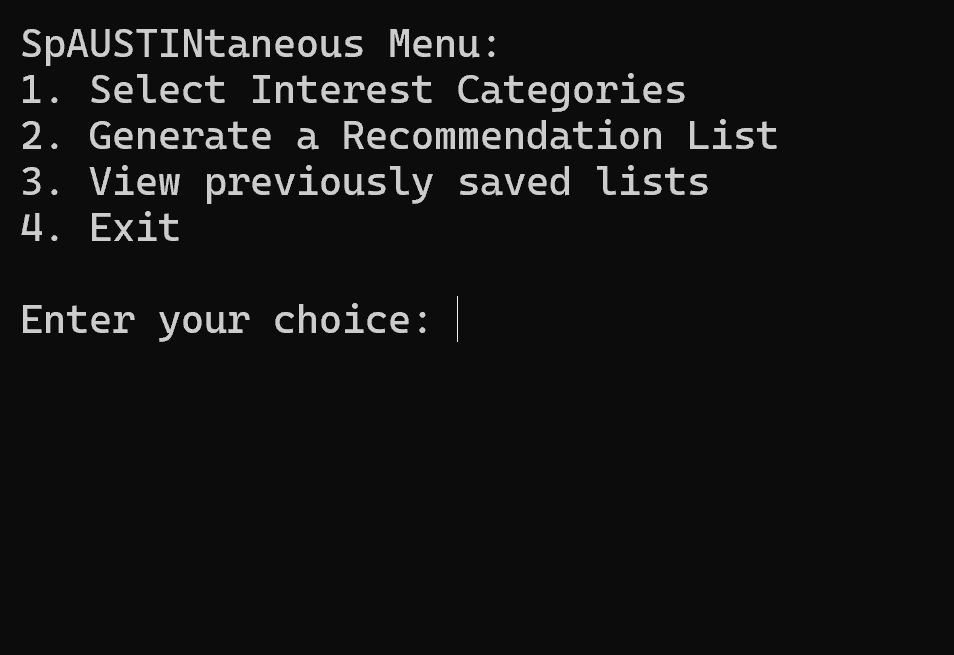 SpAUSTINtaneous Menu:
1. Select Interest Categories
2. Generate a Recommendation List
3. View previously saved lists
4. Exit
Enter your choice: